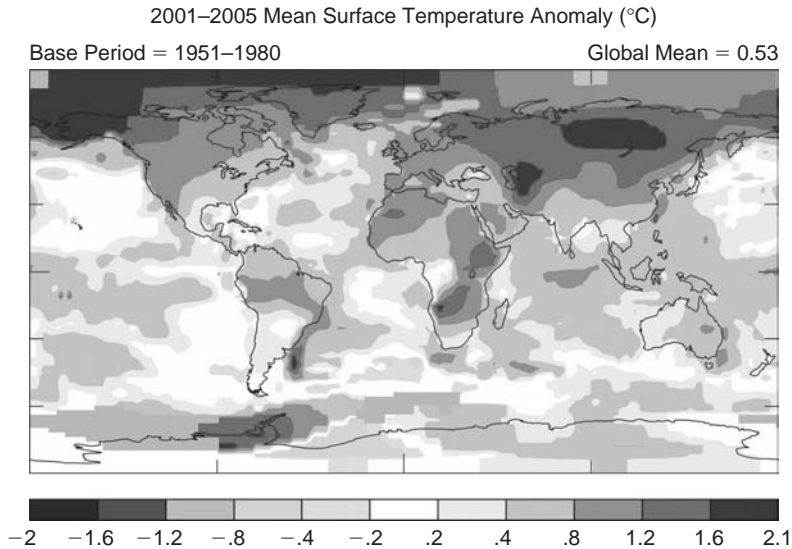 2001–2005 Mean Surface Temperature Anomaly (°C)
Base Period = 1951–1980 Global Mean = 0.53
−2 −1.6 −1.2 −.8 −.4 −.2 .2 .4 .8 1.2 1.6 2.1